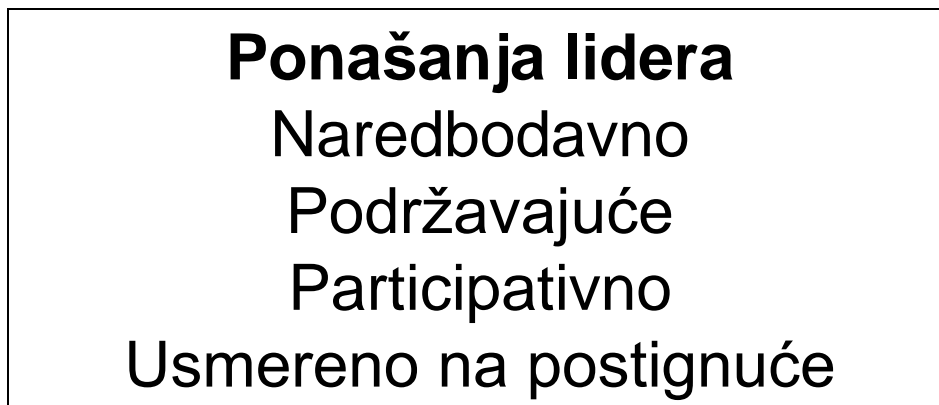 Ponašanja lidera
Naredbodavno
Podržavajuće
Participativno
Usmereno na postignuće